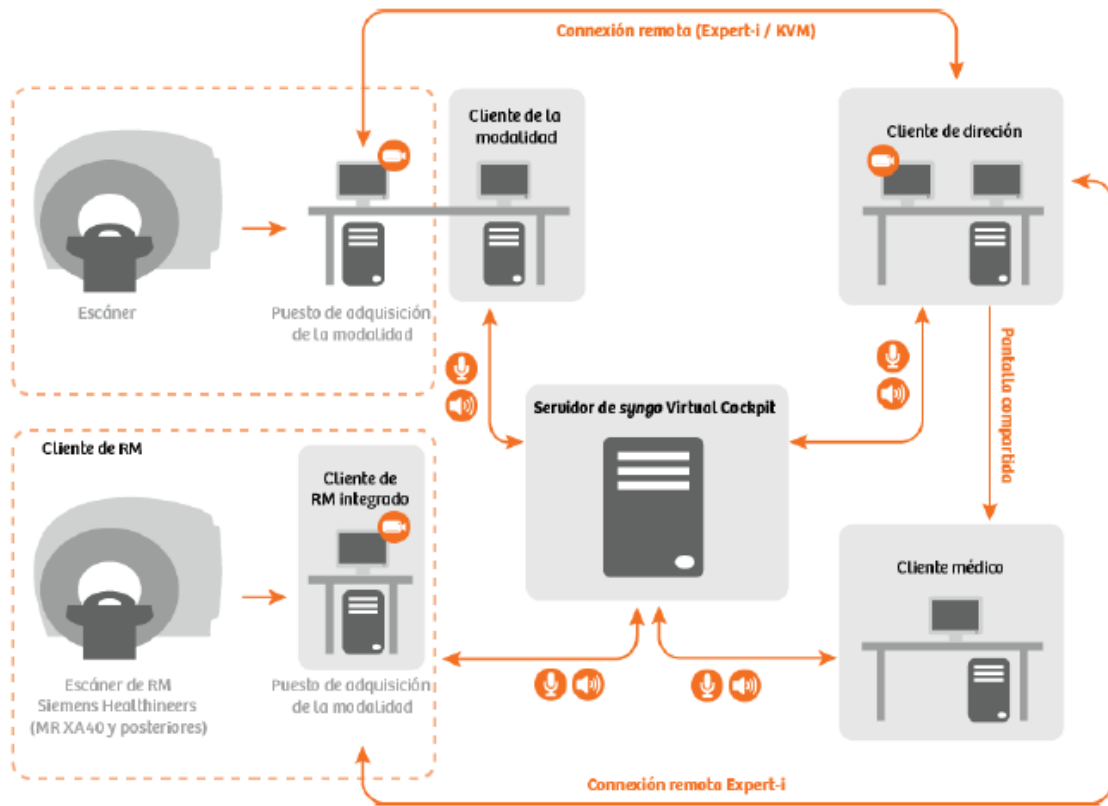 Connexión remota (Expert-i / KVM)
Cliente de la
modalidad
Cliente de direción
Escáner
Puesto de adquisición
de la modalidad
Pantalla compartida
Servidor de syngo Virtual Cockpit
Cliente de RM
Cliente de
RM integrado
Cliente médico
Escáner de RM
Siemens Healthineers
(MR XA40 y posteriores)
Puesto de adquisición
de la modalidad
Connexión remota Expert-i